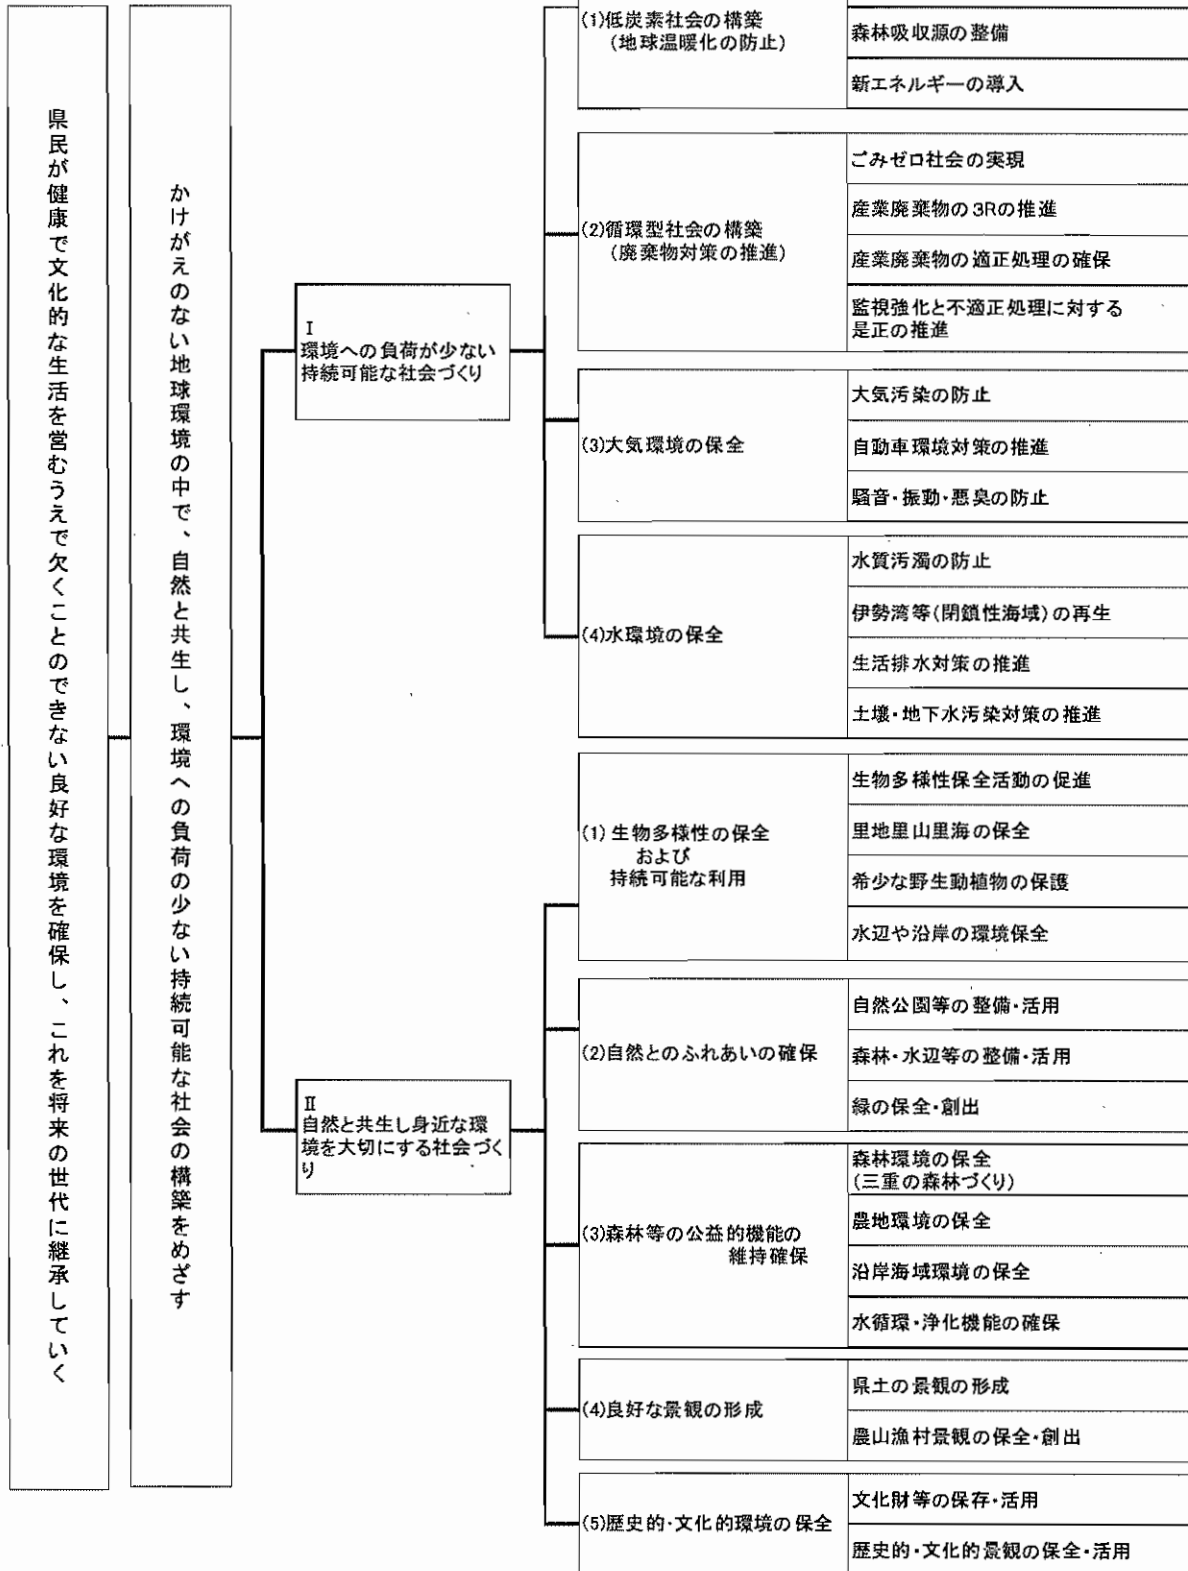 県民が健康で文化的な生活を営むうえで欠くことのできない良好な環境を確保し、これを将来の世代に継承していく
かけがえのない地球環境の中で、自然と共生し、環境への負荷の少ない持続可能な社会の構築をめざす
Ⅰ
環境への負荷が少ない
持続可能な社会づくり
(1)低炭素社会の構築
(地球温暖化の防止)
森林吸収源の整備
新エネルギーの導入
(2)循環型社会の構築
(廃棄物対策の推進)
ごみゼロ社会の実現
産業廃棄物の3Rの推進
産業廃棄物の適正処理の確保
監視強化と不適正処理に対する
是正の推進
(3)大気環境の保全
大気汚染の防止
自動車環境対策の推進
騒音・振動・悪臭の防止
(4)水環境の保全
水質汚濁の防止
伊勢湾等(閉鎖性海域)の再生
生活排水対策の推進
土壌・地下水汚染対策の推進
Ⅱ
自然と共生し身近な環
境を大切にする社会づく
り
(1)生物多様性の保全
および
持続可能な利用
生物多様性保全活動の促進
里地里山里海の保全
希少な野生動植物の保護
水辺や沿岸の環境保全
(2)自然とのふれあいの確保
自然公園等の整備・活用
森林・水辺等の整備・活用
緑の保全・創出
(3)森林等の公益的機能の
維持確保
森林環境の保全
(三重の森林づくり)
農地環境の保全
沿岸海域環境の保全
水循環・浄化機能の確保
(4)良好な景観の形成
県土の景観の形成
農山漁村景観の保全・創出
(5)歴史的・文化的環境の保全
文化財等の保存・活用
歴史的・文化的景観の保全・活用